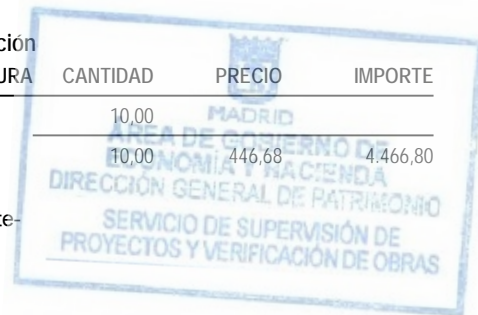 ción
URA CANTIDAD PRECIO IMPORTE
10,00
MADRID
ÁREA DE GOBIERNO DE
10,00 446,68 4.466,80
ECONOMÍA Y HACIENDA
DIRECCIÓN GENERAL DE PATRIMONIO
te-
SERVICIO DE SUPERVISIÓN DE
PROYECTOS Y VERIFICACIÓN DE OBRAS